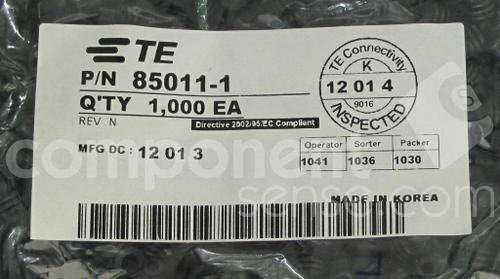 TE
P/N 85011-1
Q'TY 1,000 EA
REV. N
Directive 2002/95/EC Compliant
MFG DC : 12 01 3
TE Connectivity
K
12 01 4
9016
INSPECTED
Operator Sorter Packer
1041 1036 1030
MADE IN KOREA
component
sense.com